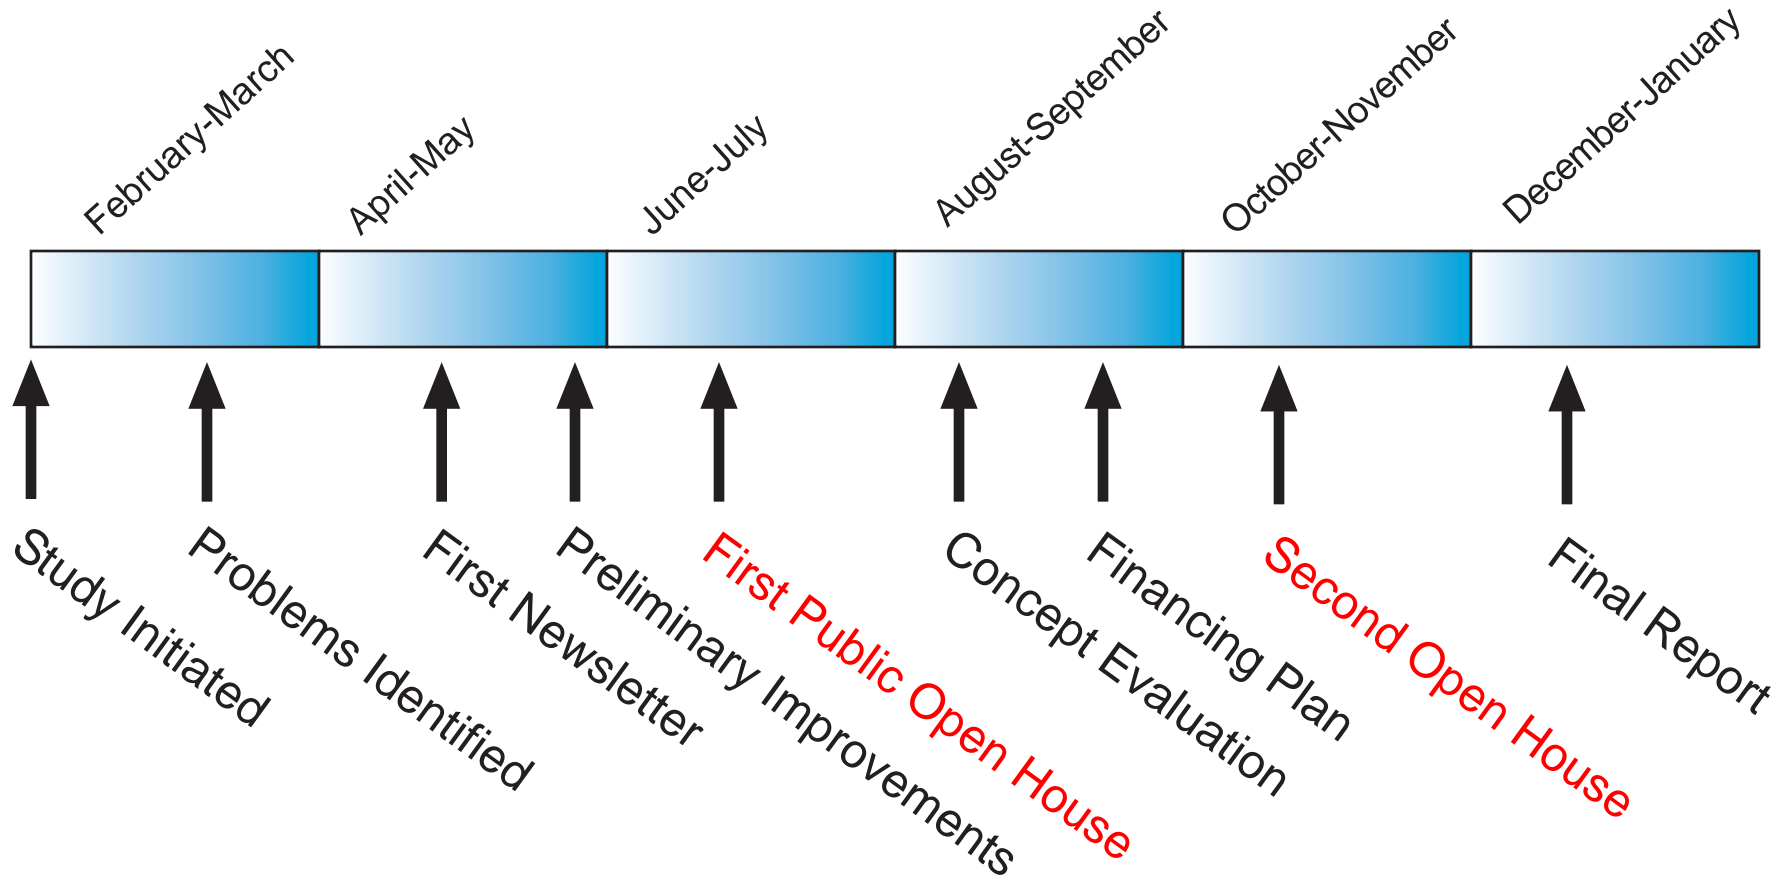 February-March
April-May
June-July
August-September
October-November
December-January
Study Initiated
Problems Identified
First Newsletter
Preliminary Improvements
First Public Open House
Concept Evaluation
Financing Plan
Second Open House
Final Report